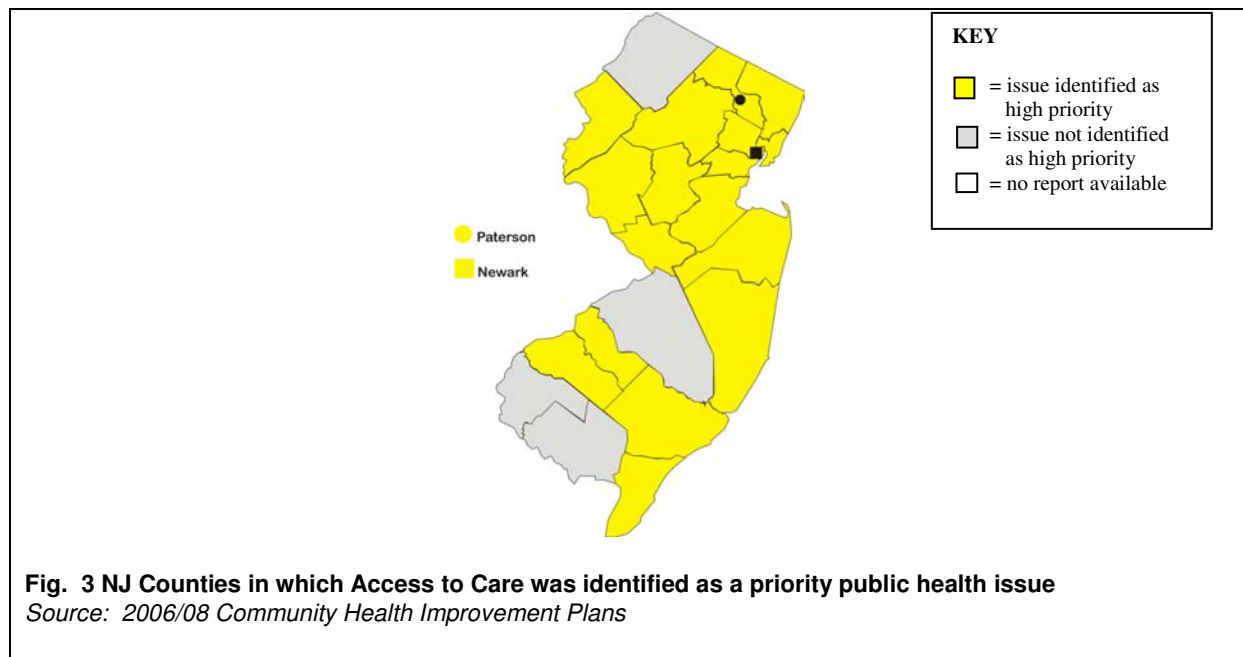 KEY
= issue identified as
high priority
= issue not identified
as high priority
= no report available
Paterson
Newark
Fig. 3 NJ Counties in which Access to Care was identified as a priority public health issue
Source: 2006/08 Community Health Improvement Plans